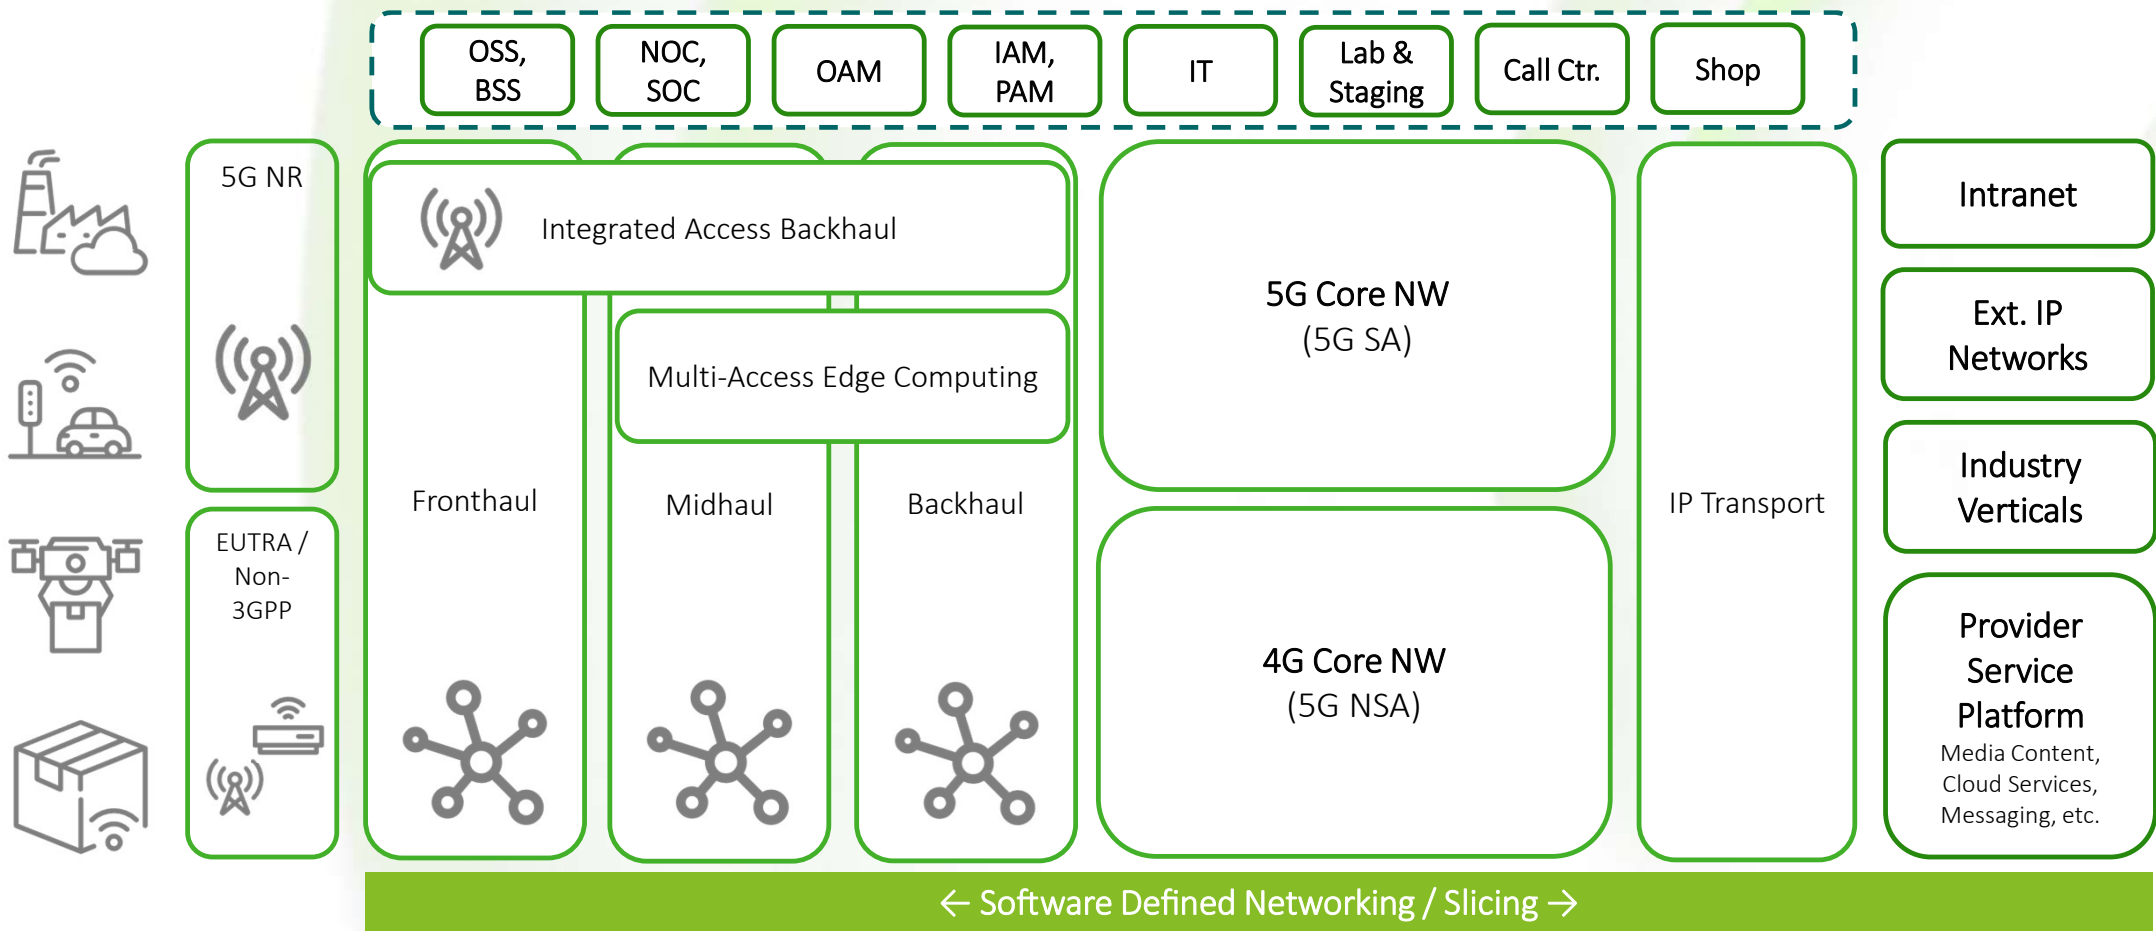 OSS,
BSS
NOC,
SOC
OAM
IAM,
PAM
IT
Lab &
Staging
Call Ctr.
Shop
5G NR
EUTRA /
Non-
3GPP
Integrated Access Backhaul
Multi-Access Edge Computing
Fronthaul
Midhaul
Backhaul
5G Core NW
(5G SA)
4G Core NW
(5G NSA)
IP Transport
Intranet
Ext. IP
Networks
Industry
Verticals
Provider
Service
Platform
Media Content,
Cloud Services,
Messaging, etc.
← Software Defined Networking / Slicing →